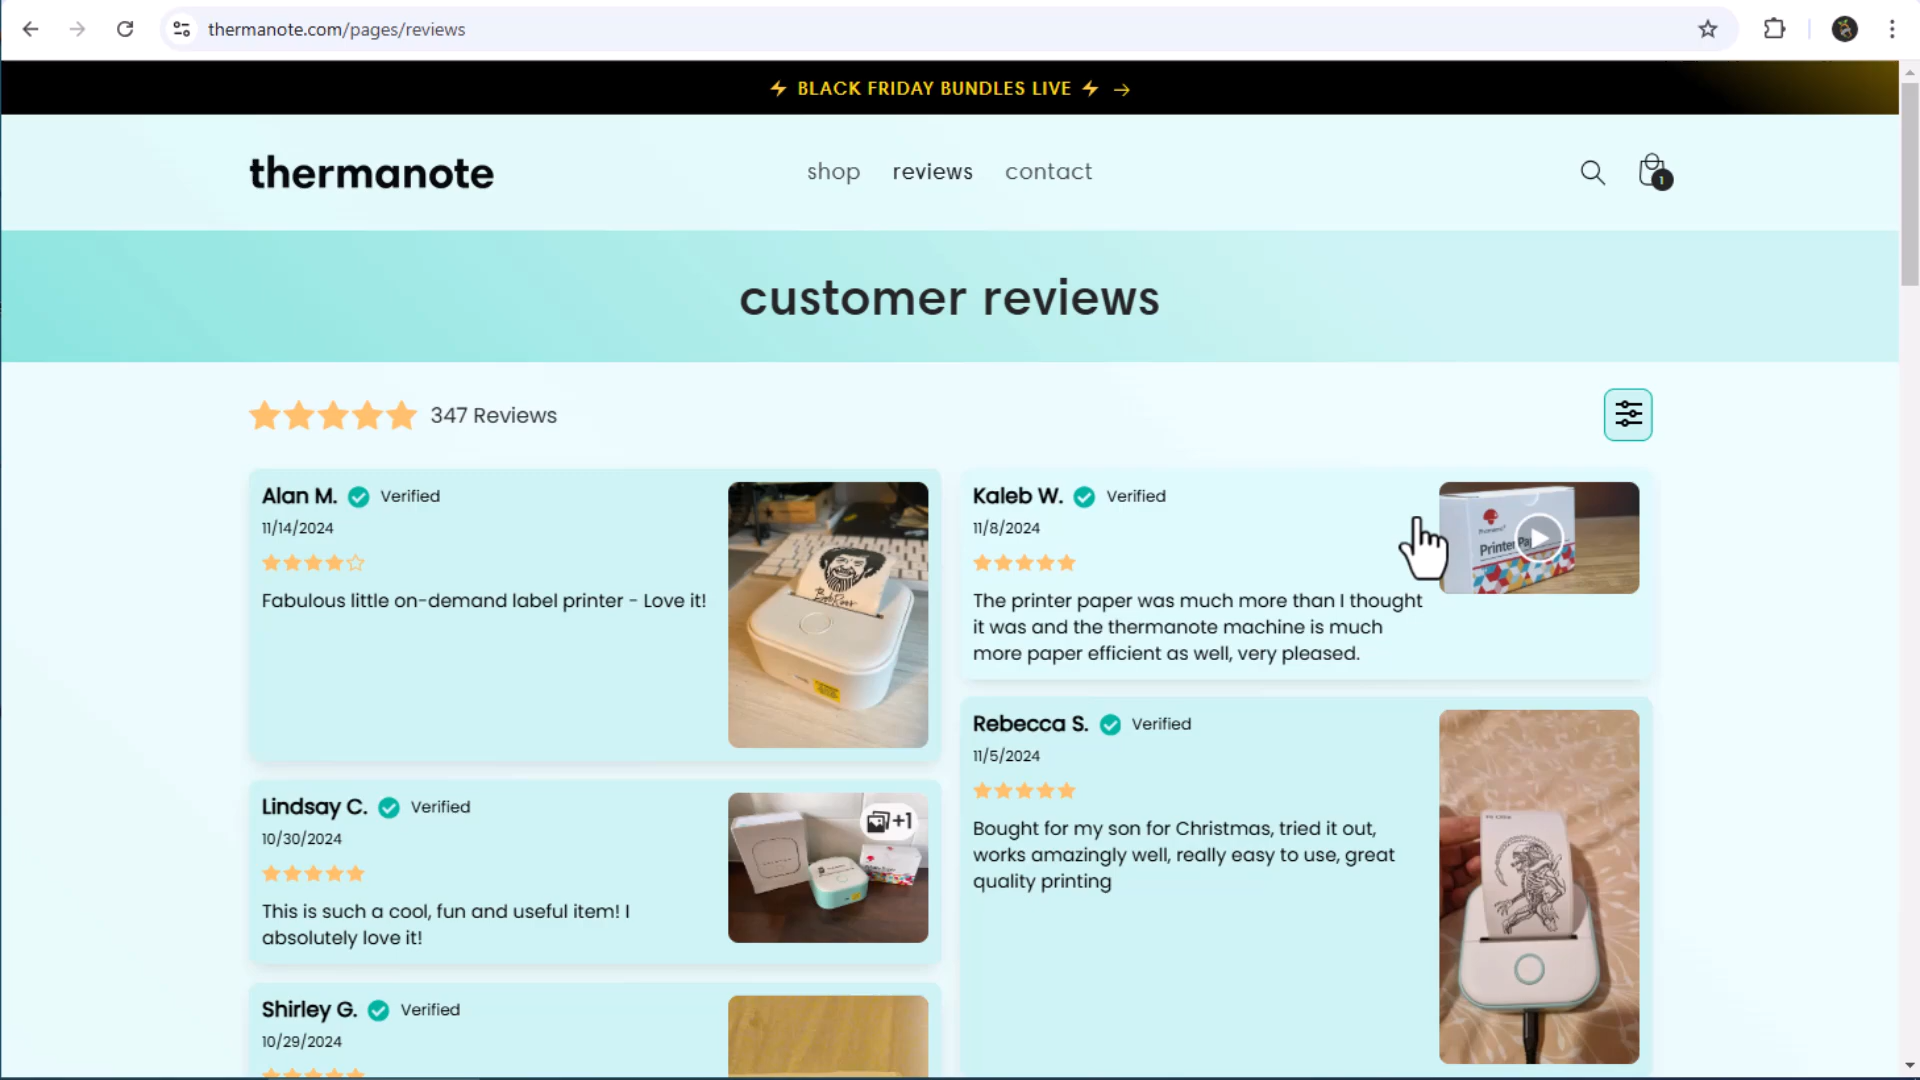 thermanote.com/pages/reviews
⚡ BLACK FRIDAY BUNDLES LIVE ⚡ →
thermanote
shop
reviews
contact
1
customer reviews
347 Reviews
Alan M. Verified
11/14/2024
Fabulous little on-demand label printer - Love it!
Bob Ross
Kaleb W. Verified
11/8/2024
The printer paper was much more than I thought
it was and the thermanote machine is much
more paper efficient as well, very pleased.
Rebecca S. Verified
11/5/2024
Bought for my son for Christmas, tried it out,
works amazingly well, really easy to use, great
quality printing
Lindsay C. Verified
10/30/2024
This is such a cool, fun and useful item! I
absolutely love it!
+1
Shirley G. Verified
10/29/2024